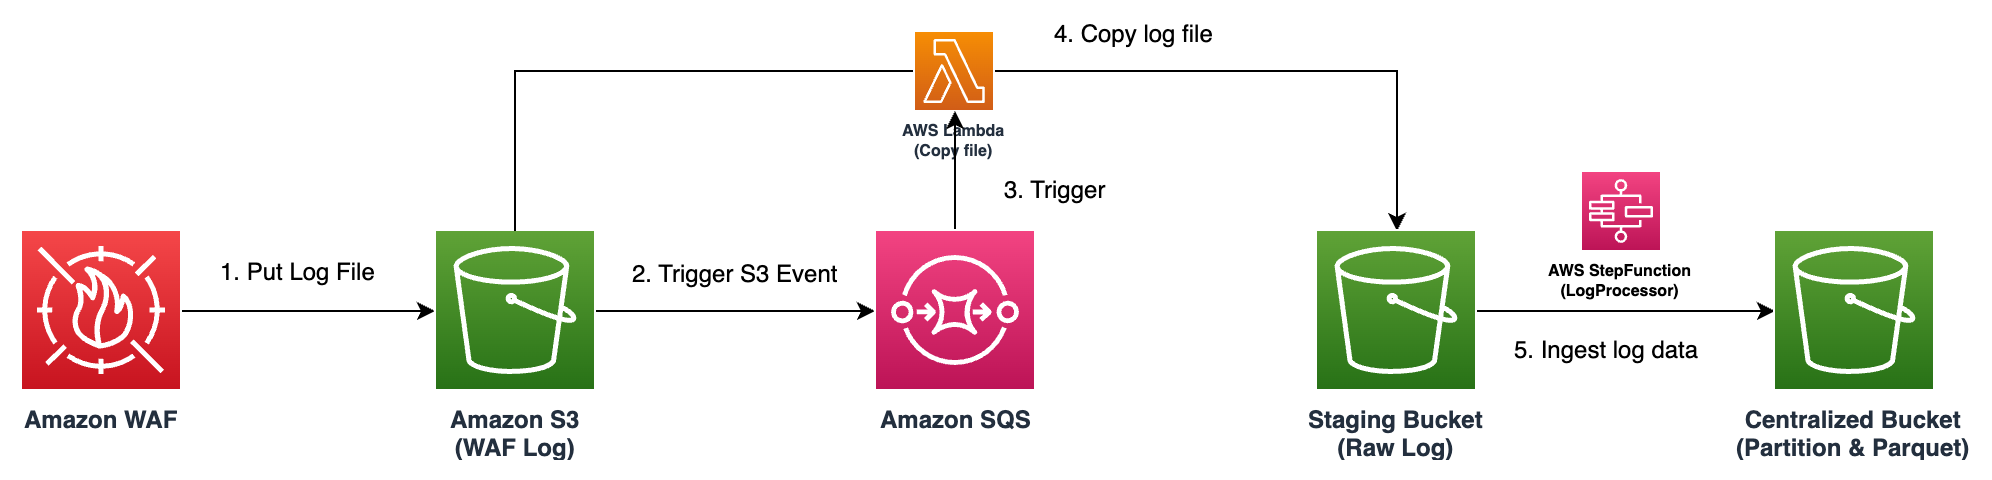 4. Copy log file
AWS Lambda
(Copy file)
3. Trigger
1. Put Log File
2. Trigger S3 Event
AWS StepFunction
(LogProcessor)
5. Ingest log data
Amazon WAF
Amazon S3
(WAF Log)
Amazon SQS
Staging Bucket
(Raw Log)
Centralized Bucket
(Partition & Parquet)